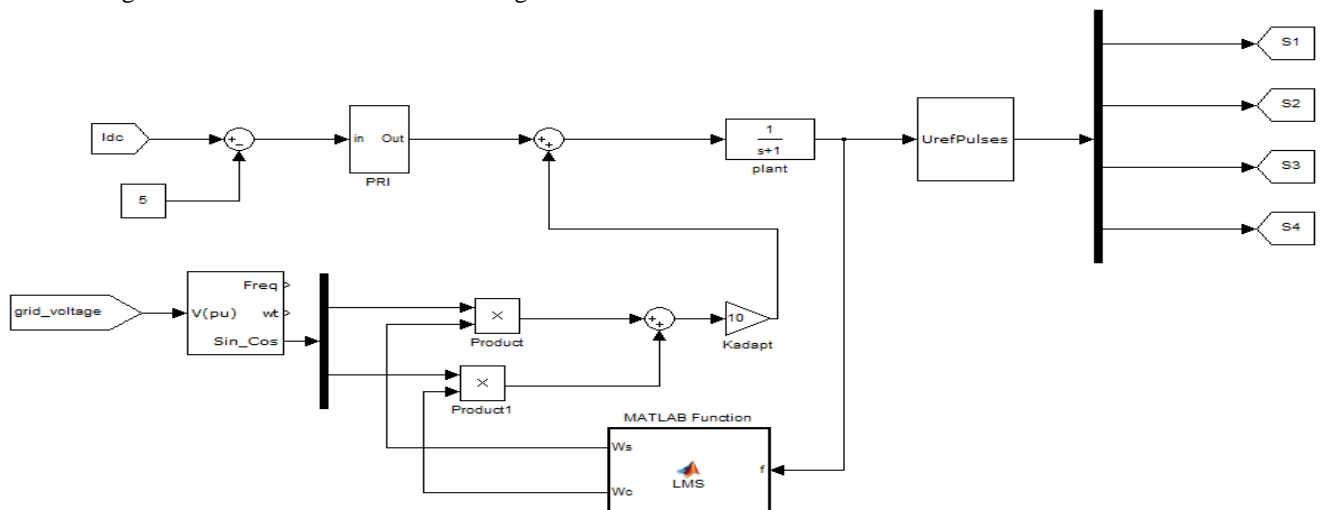 Idc
+
−
5
in Out
PRI
+
+
1
s+1
plant
UrefPulses
S1
S2
S3
S4
grid_voltage
Freq
V(pu) wt
Sin_Cos
×
Product
×
Product1
+
+
10
Kadapt
MATLAB Function
Ws
f
LMS
Wc